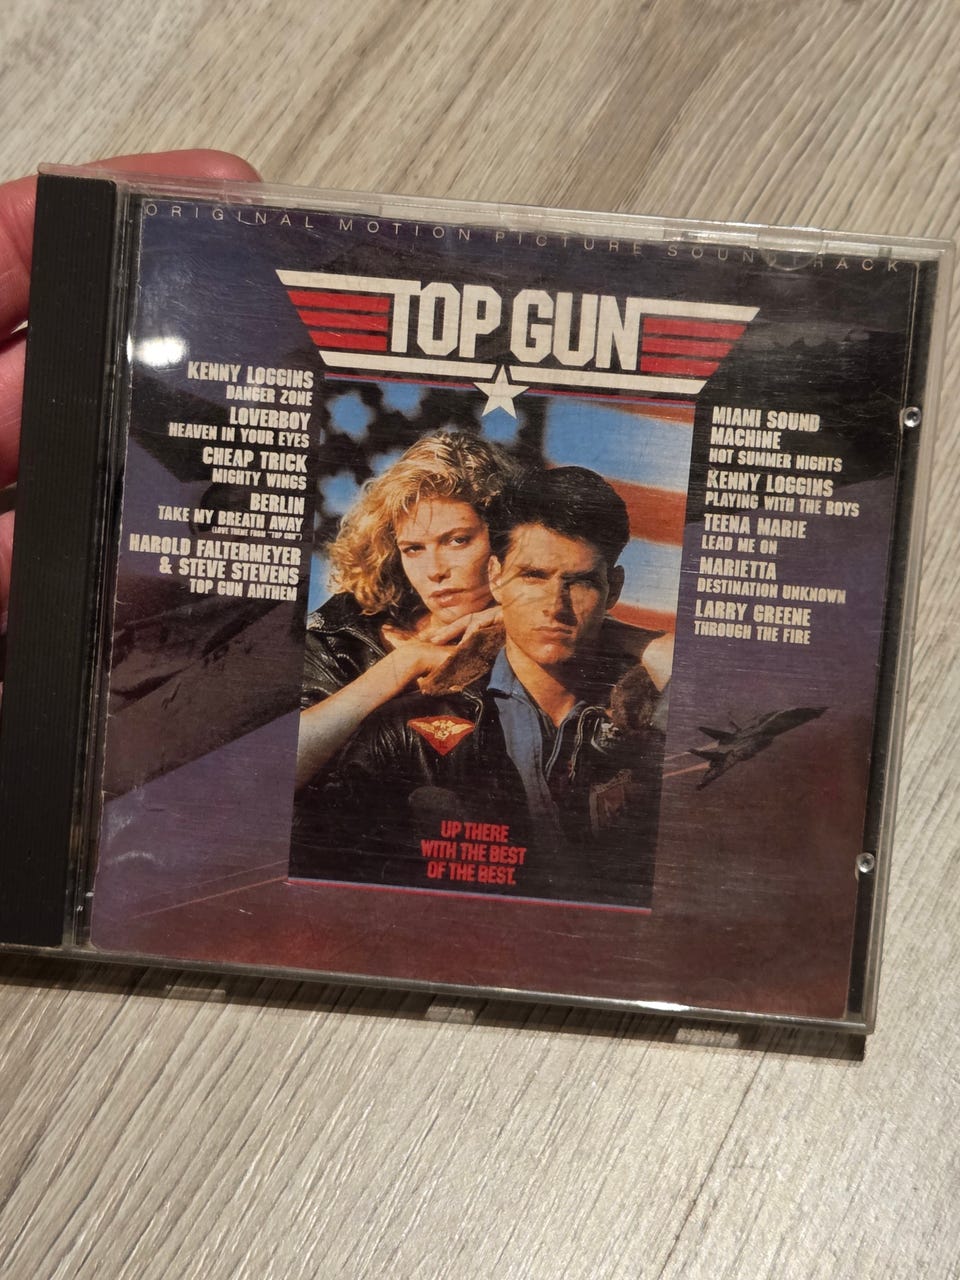 ORIGINAL MOTION PICTURE SOUNDTRACK
TOP GUN
KENNY LOGGINS
DANGER ZONE
LOVERBOY
HEAVEN IN YOUR EYES
CHEAP TRICK
MIGHTY WINGS
BERLIN
TAKE MY BREATH AWAY
(LOVE THEME FROM "TOP GUN")
HAROLD FALTERMEYER
& STEVE STEVENS
TOP GUN ANTHEM
MIAMI SOUND
MACHINE
HOT SUMMER NIGHTS
KENNY LOGGINS
PLAYING WITH THE BOYS
TEENA MARIE
LEAD ME ON
MARIETTA
DESTINATION UNKNOWN
LARRY GREENE
THROUGH THE FIRE
UP THERE
WITH THE BEST
OF THE BEST.